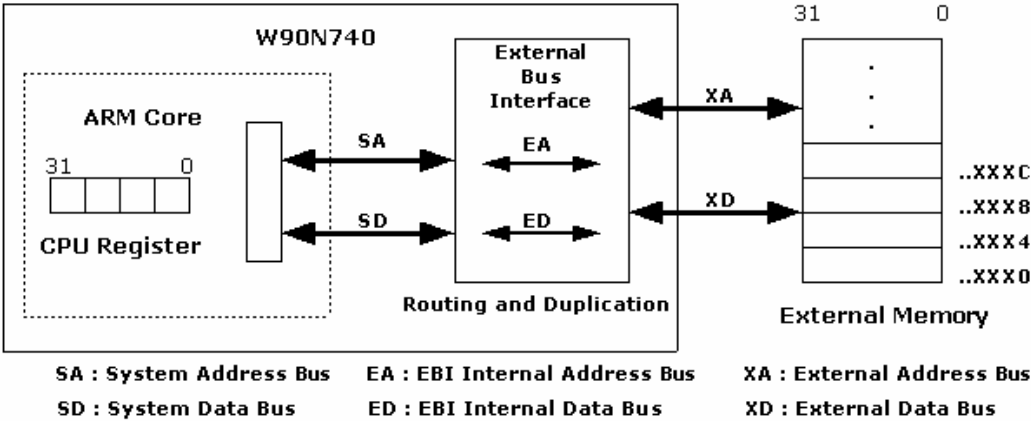 31 0
W90N740
External
Bus
Interface
XA
ARM Core
SA
EA
31 0
..XXXC
XD
..XXX8
SD
ED
CPU Register
..XXX4
..XXX0
Routing and Duplication
External Memory
SA : System Address Bus EA : EBI Internal Address Bus XA : External Address Bus
SD : System Data Bus ED : EBI Internal Data Bus XD : External Data Bus